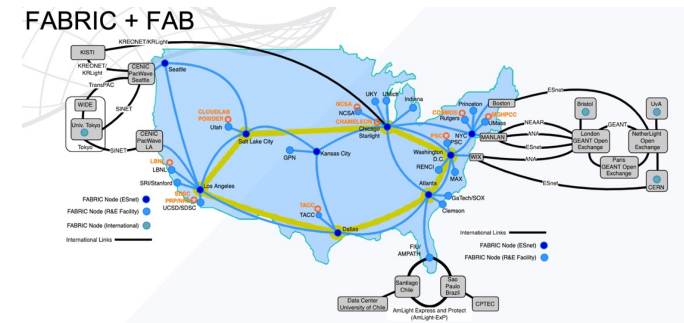 FABRIC + FAB
KREONET/KRLight
KISTI
KREONET/
KRLight
CENIC
PacWave
Seattle
Seattle
TransPAC
WIDE
SINET
Univ. Tokyo
Tokyo
SINET
CENIC
PacWave
LA
CLOUDLAB
POWDER
Utah
Salt Lake City
GPN
Kansas City
LBNL
LBNL
SRI/Stanford
SDSC
UCSD/SDSC
Los Angeles
TACC
TACC
Dallas
UKY
UMich
Indiana
NCSA
NCSA
CHAMELEON
Chicago
Starlight
COSMOS
Rutgers
Princeton
Boston
MGHPCC
UMass
NYC
MANLAN
PSC
PSC
Washington
D.C.
WIX
RENCI
MAX
Atlanta
GaTech/SOX
Clemson
FIU/
AMPATH
ESnet
NEAAR
ANA
ESnet
ANA
ESnet
Bristol
UvA
GEANT
London
GEANT Open
Exchange
NetherLight
Open
Exchange
Paris
GEANT Open
Exchange
CERN
FABRIC Node (ESnet)
FABRIC Node (R&E Facility)
FABRIC Node (International)
International Links
International Links
FABRIC Node (ESnet)
FABRIC Node (R&E Facility)
Santiago
Chile
Sao
Paulo
Brazil
Data Center
University of Chile
CPTEC
AmLight Express and Protect
(AmLight-ExP)